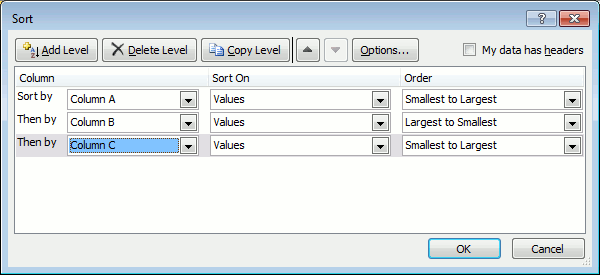 Sort
Add Level Delete Level Copy Level Options... My data has headers
Column Sort On Order
Sort by Column A Values Smallest to Largest
Then by Column B Values Largest to Smallest
Then by Column C Values Smallest to Largest
OK Cancel